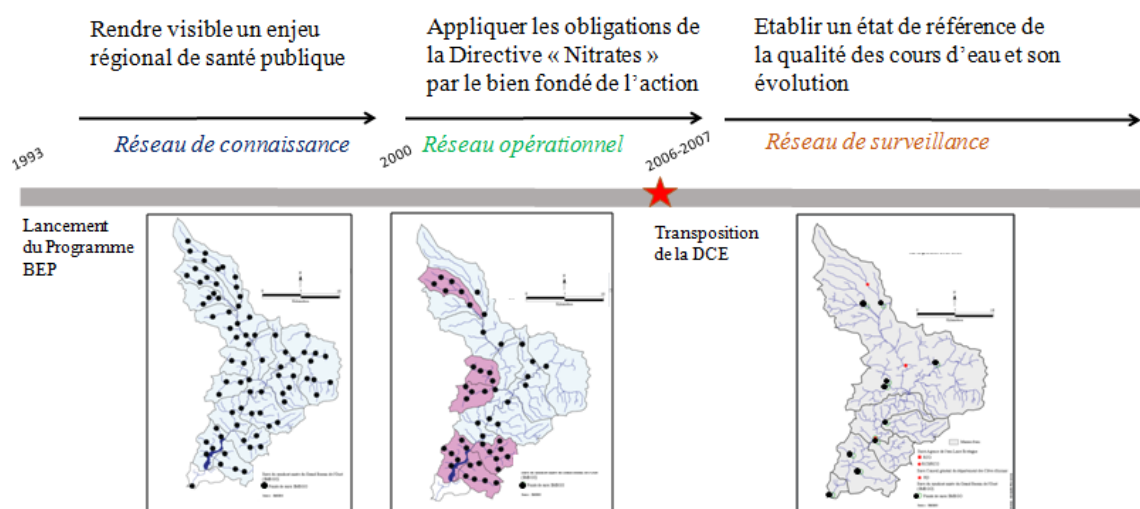 Rendre visible un enjeu
régional de santé publique
Appliquer les obligations de
la Directive « Nitrates »
par le bien fondé de l’action
Etablir un état de référence de
la qualité des cours d’eau et son
évolution
1993
Réseau de connaissance
2000
Réseau opérationnel
2006-2007
Réseau de surveillance
Lancement
du Programme
BEP
Transposition
de la DCE